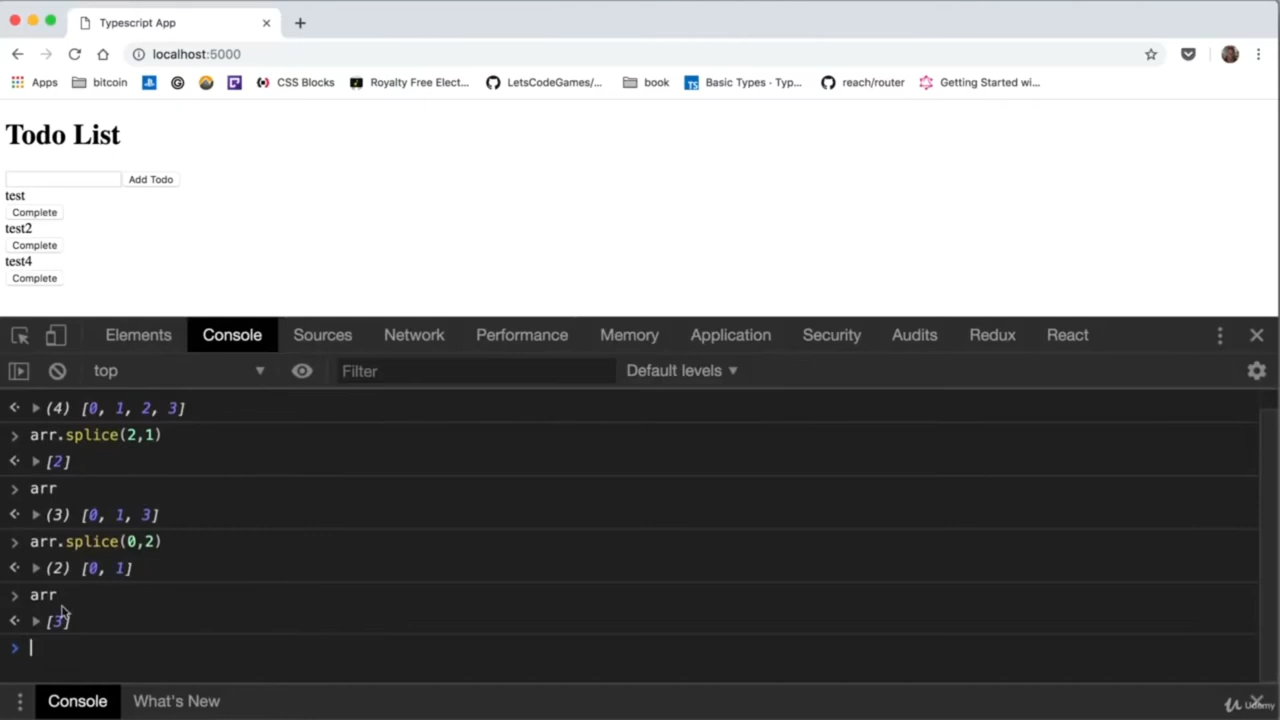 Typescript App
localhost:5000
Apps bitcoin CSS Blocks Royalty Free Elect... LetsCodeGames/... book TS Basic Types · Typ... reach/router Getting Started wi...
Todo List
Add Todo
test
Complete
test2
Complete
test4
Complete
Elements Console Sources Network Performance Memory Application Security Audits Redux React
top Filter Default levels
(4) [0, 1, 2, 3]
arr.splice(2,1)
[2]
arr
(3) [0, 1, 3]
arr.splice(0,2)
(2) [0, 1]
arr
[3]
Console What's New
Udemy